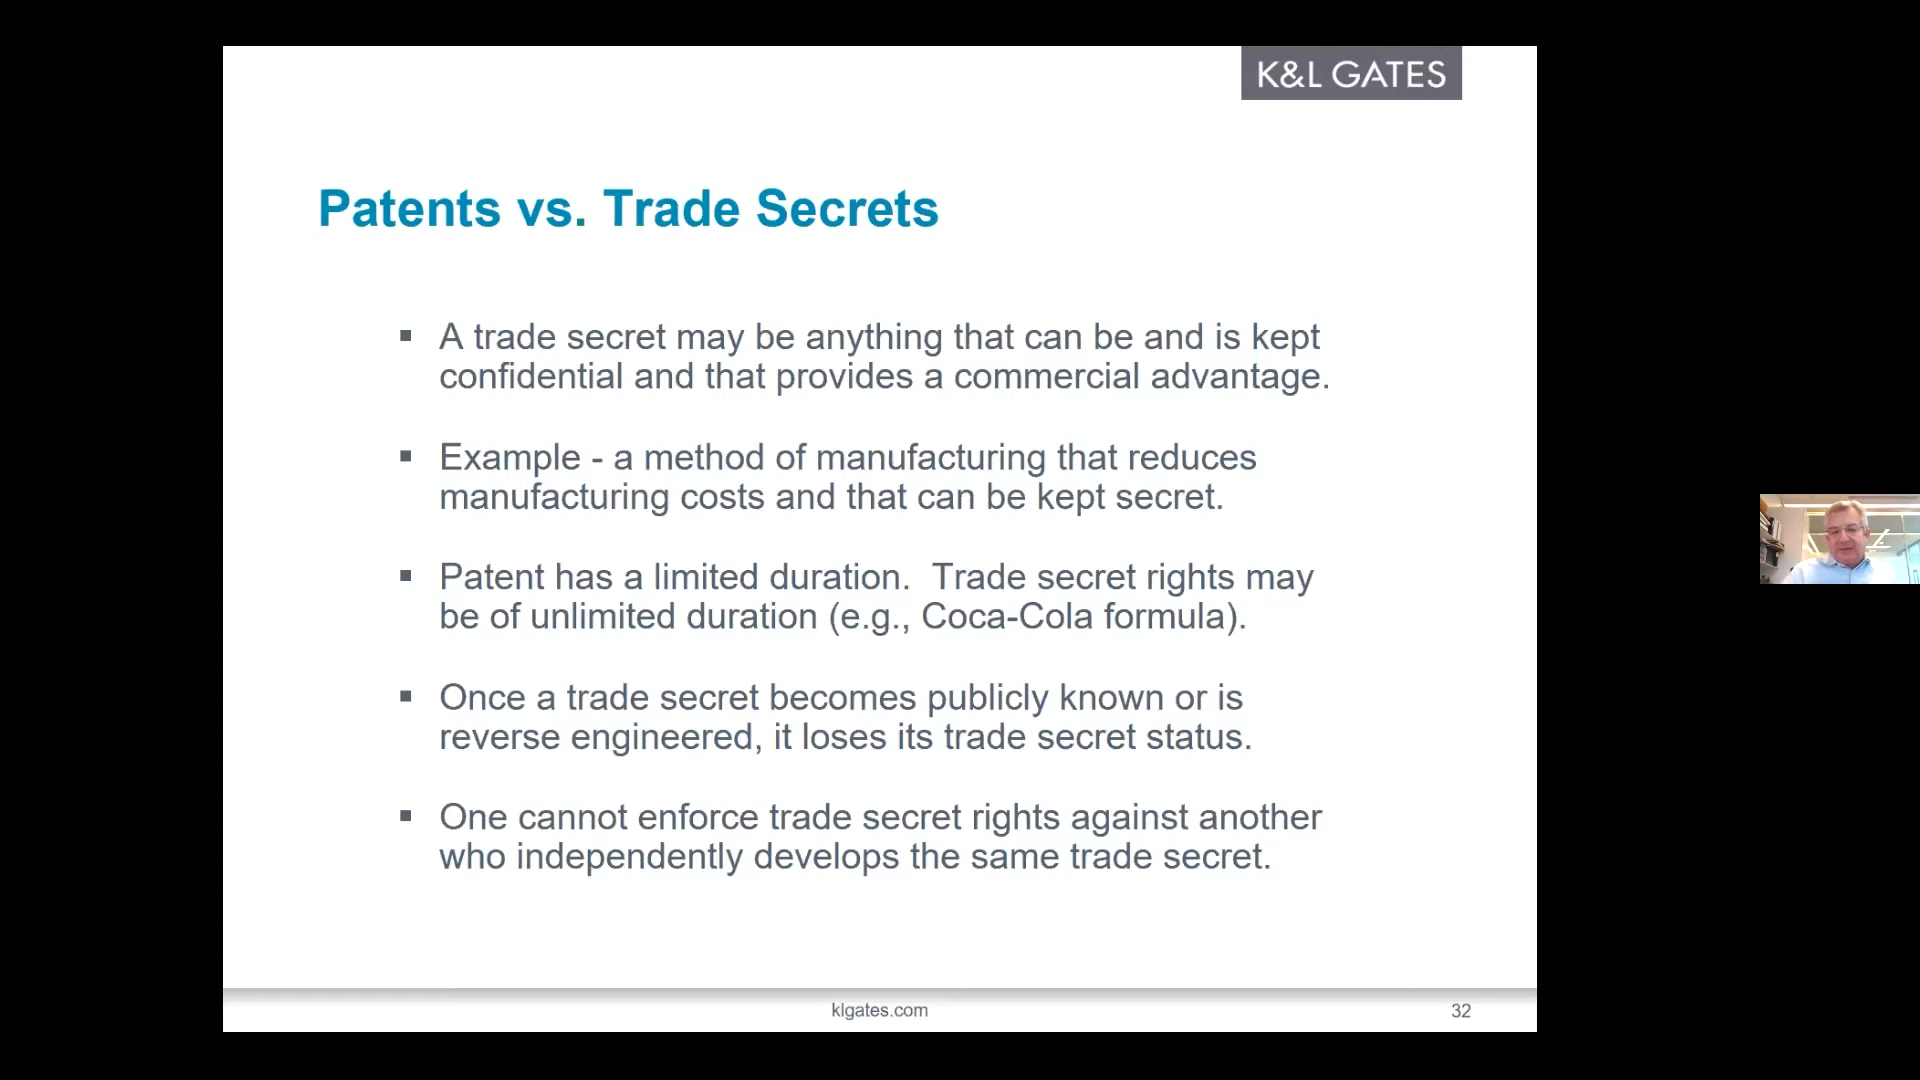 K&L GATES
Patents vs. Trade Secrets
▪ A trade secret may be anything that can be and is kept
confidential and that provides a commercial advantage.
▪ Example - a method of manufacturing that reduces
manufacturing costs and that can be kept secret.
▪ Patent has a limited duration.  Trade secret rights may
be of unlimited duration (e.g., Coca-Cola formula).
▪ Once a trade secret becomes publicly known or is
reverse engineered, it loses its trade secret status.
▪ One cannot enforce trade secret rights against another
who independently develops the same trade secret.
klgates.com
32